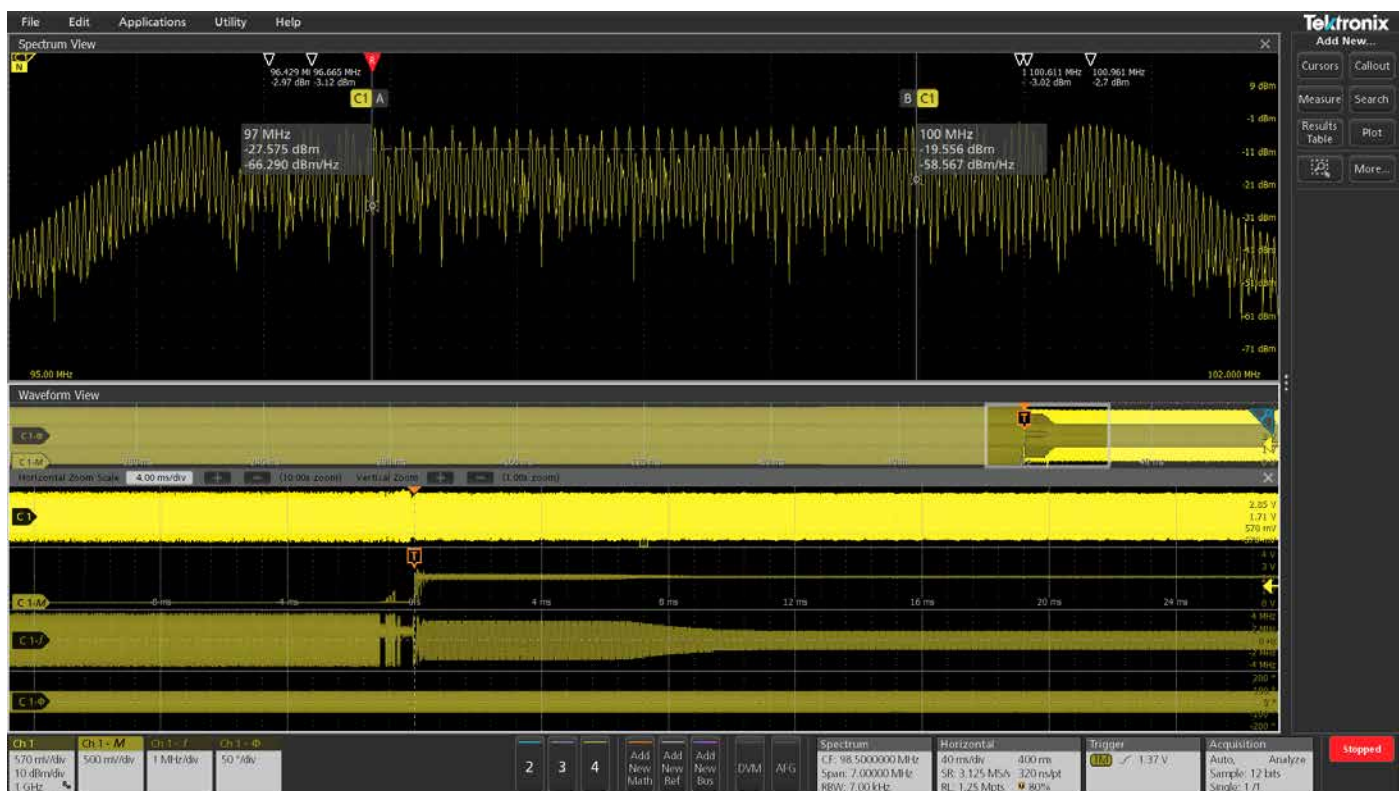 File Edit Applications Utility Help
Tektronix
Add New...
Spectrum View
Cursors Callout
Measure Search
Results Table Plot
More...
N
R
96.429 M 96.665 MHz
-2.97 dBm -3.12 dBm
1 100.611 MHz 100.961 MHz
-3.02 dBm -2.7 dBm
C1 A
B C1
97 MHz
-27.575 dBm
-66.290 dBm/Hz
100 MHz
-19.556 dBm
-58.567 dBm/Hz
9 dBm
-1 dBm
-11 dBm
-21 dBm
-31 dBm
-51 dBm
-61 dBm
-71 dBm
95.00 MHz
102.000 MHz
Waveform View
T
C 1-M
Horizontal Zoom Scale 4.00 ms/div (10.00x zoom) Vertical Zoom (1.00x zoom)
C 1
2.85 V
1.71 V
570 mV
-570 mV
T
4 V
3 V
C 1-M
-8 ms -4 ms 0 s 4 ms 8 ms 12 ms 16 ms 20 ms 24 ms
0 V
C 1-f
-4 MHz
2 MHz
0 Hz
-2 MHz
-4 MHz
C 1-Φ
200 °
0 °
-100 °
-200 °
Ch 1
570 mV/div
10 dBm/div
1 GHz
Ch 1 - M
500 mV/div
Ch 1 - f
1 MHz/div
Ch 1 - Φ
50 °/div
2 3 4
Add New Math
Add New Ref
Add New Bus
DVM AFG
Spectrum
CF: 98.5000000 MHz
Span: 7.00000 MHz
RBW: 7.00 kHz
Horizontal
40 ms/div 400 ms
SR: 3.125 MS/s 320 ns/pt
RL: 1.25 Mpts 80%
Trigger
1M 1.37 V
Acquisition
Auto, Analyze
Sample: 12 bits
Single: 1 /1
Stopped